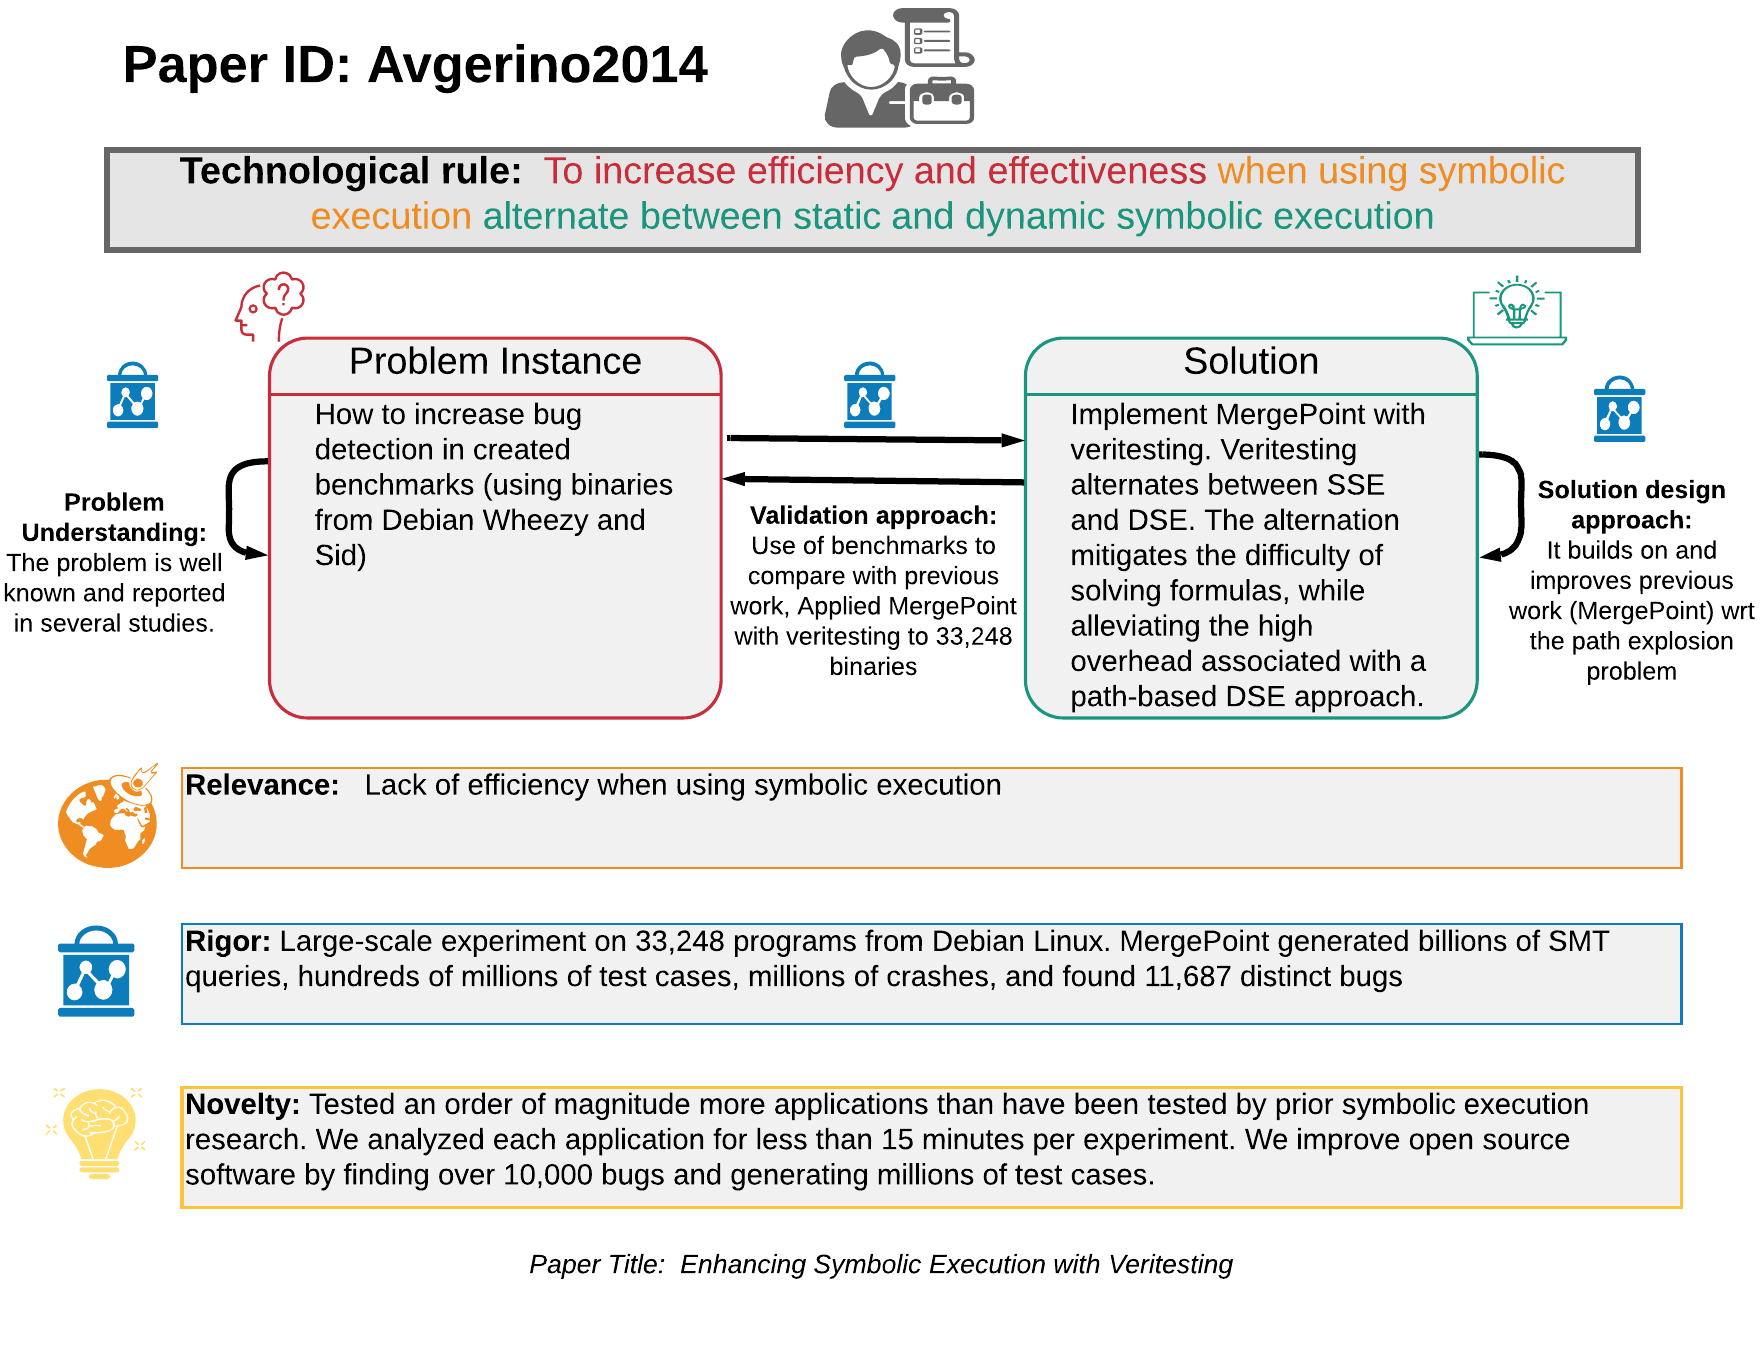 Paper ID: Avgerino2014
Technological rule: To increase efficiency and effectiveness when using symbolic
execution alternate between static and dynamic symbolic execution
Problem Instance
How to increase bug
detection in created
benchmarks (using binaries
from Debian Wheezy and
Sid)
Solution
Implement MergePoint with
veritesting. Veritesting
alternates between SSE
and DSE. The alternation
mitigates the difficulty of
solving formulas, while
alleviating the high
overhead associated with a
path-based DSE approach.
Problem
Understanding:
The problem is well
known and reported
in several studies.
Validation approach:
Use of benchmarks to
compare with previous
work, Applied MergePoint
with veritesting to 33,248
binaries
Solution design
approach:
It builds on and
improves previous
work (MergePoint) wrt
the path explosion
problem
Relevance: Lack of efficiency when using symbolic execution
Rigor: Large-scale experiment on 33,248 programs from Debian Linux. MergePoint generated billions of SMT
queries, hundreds of millions of test cases, millions of crashes, and found 11,687 distinct bugs
Novelty: Tested an order of magnitude more applications than have been tested by prior symbolic execution
research. We analyzed each application for less than 15 minutes per experiment. We improve open source
software by finding over 10,000 bugs and generating millions of test cases.
Paper Title: Enhancing Symbolic Execution with Veritesting